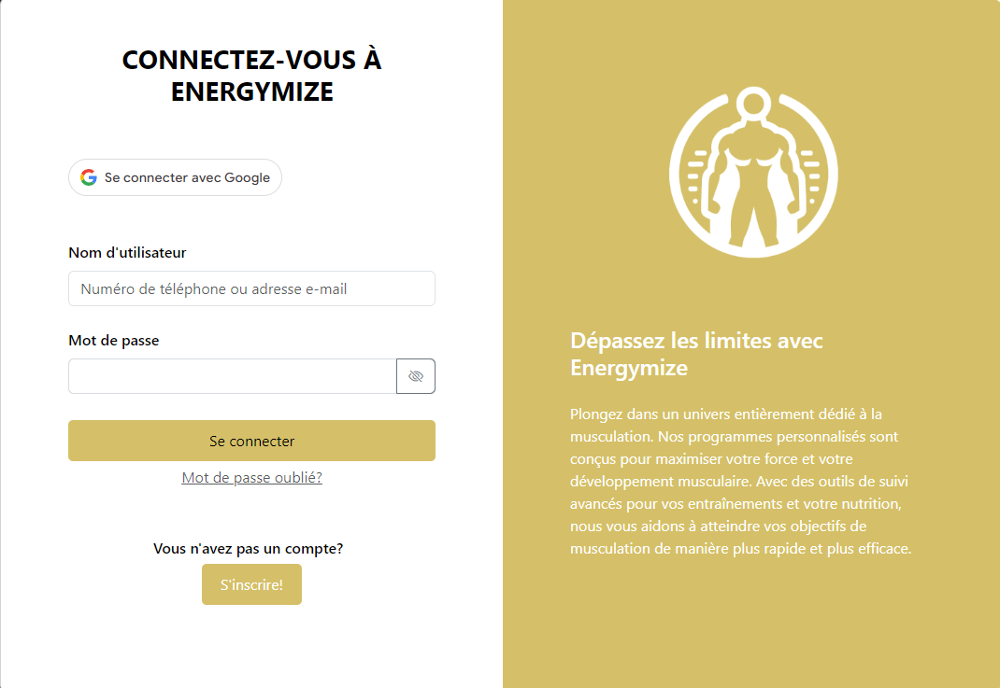 CONNECTEZ-VOUS À
ENERGYMIZE
Se connecter avec Google
Nom d'utilisateur
Numéro de téléphone ou adresse e-mail
Mot de passe
Se connecter
Mot de passe oublié?
Vous n'avez pas un compte?
S'inscrire!
Dépassez les limites avec
Energymize
Plongez dans un univers entièrement dédié à la
musculation. Nos programmes personnalisés sont
conçus pour maximiser votre force et votre
développement musculaire. Avec des outils de suivi
avancés pour vos entraînements et votre nutrition,
nous vous aidons à atteindre vos objectifs de
musculation de manière plus rapide et plus efficace.